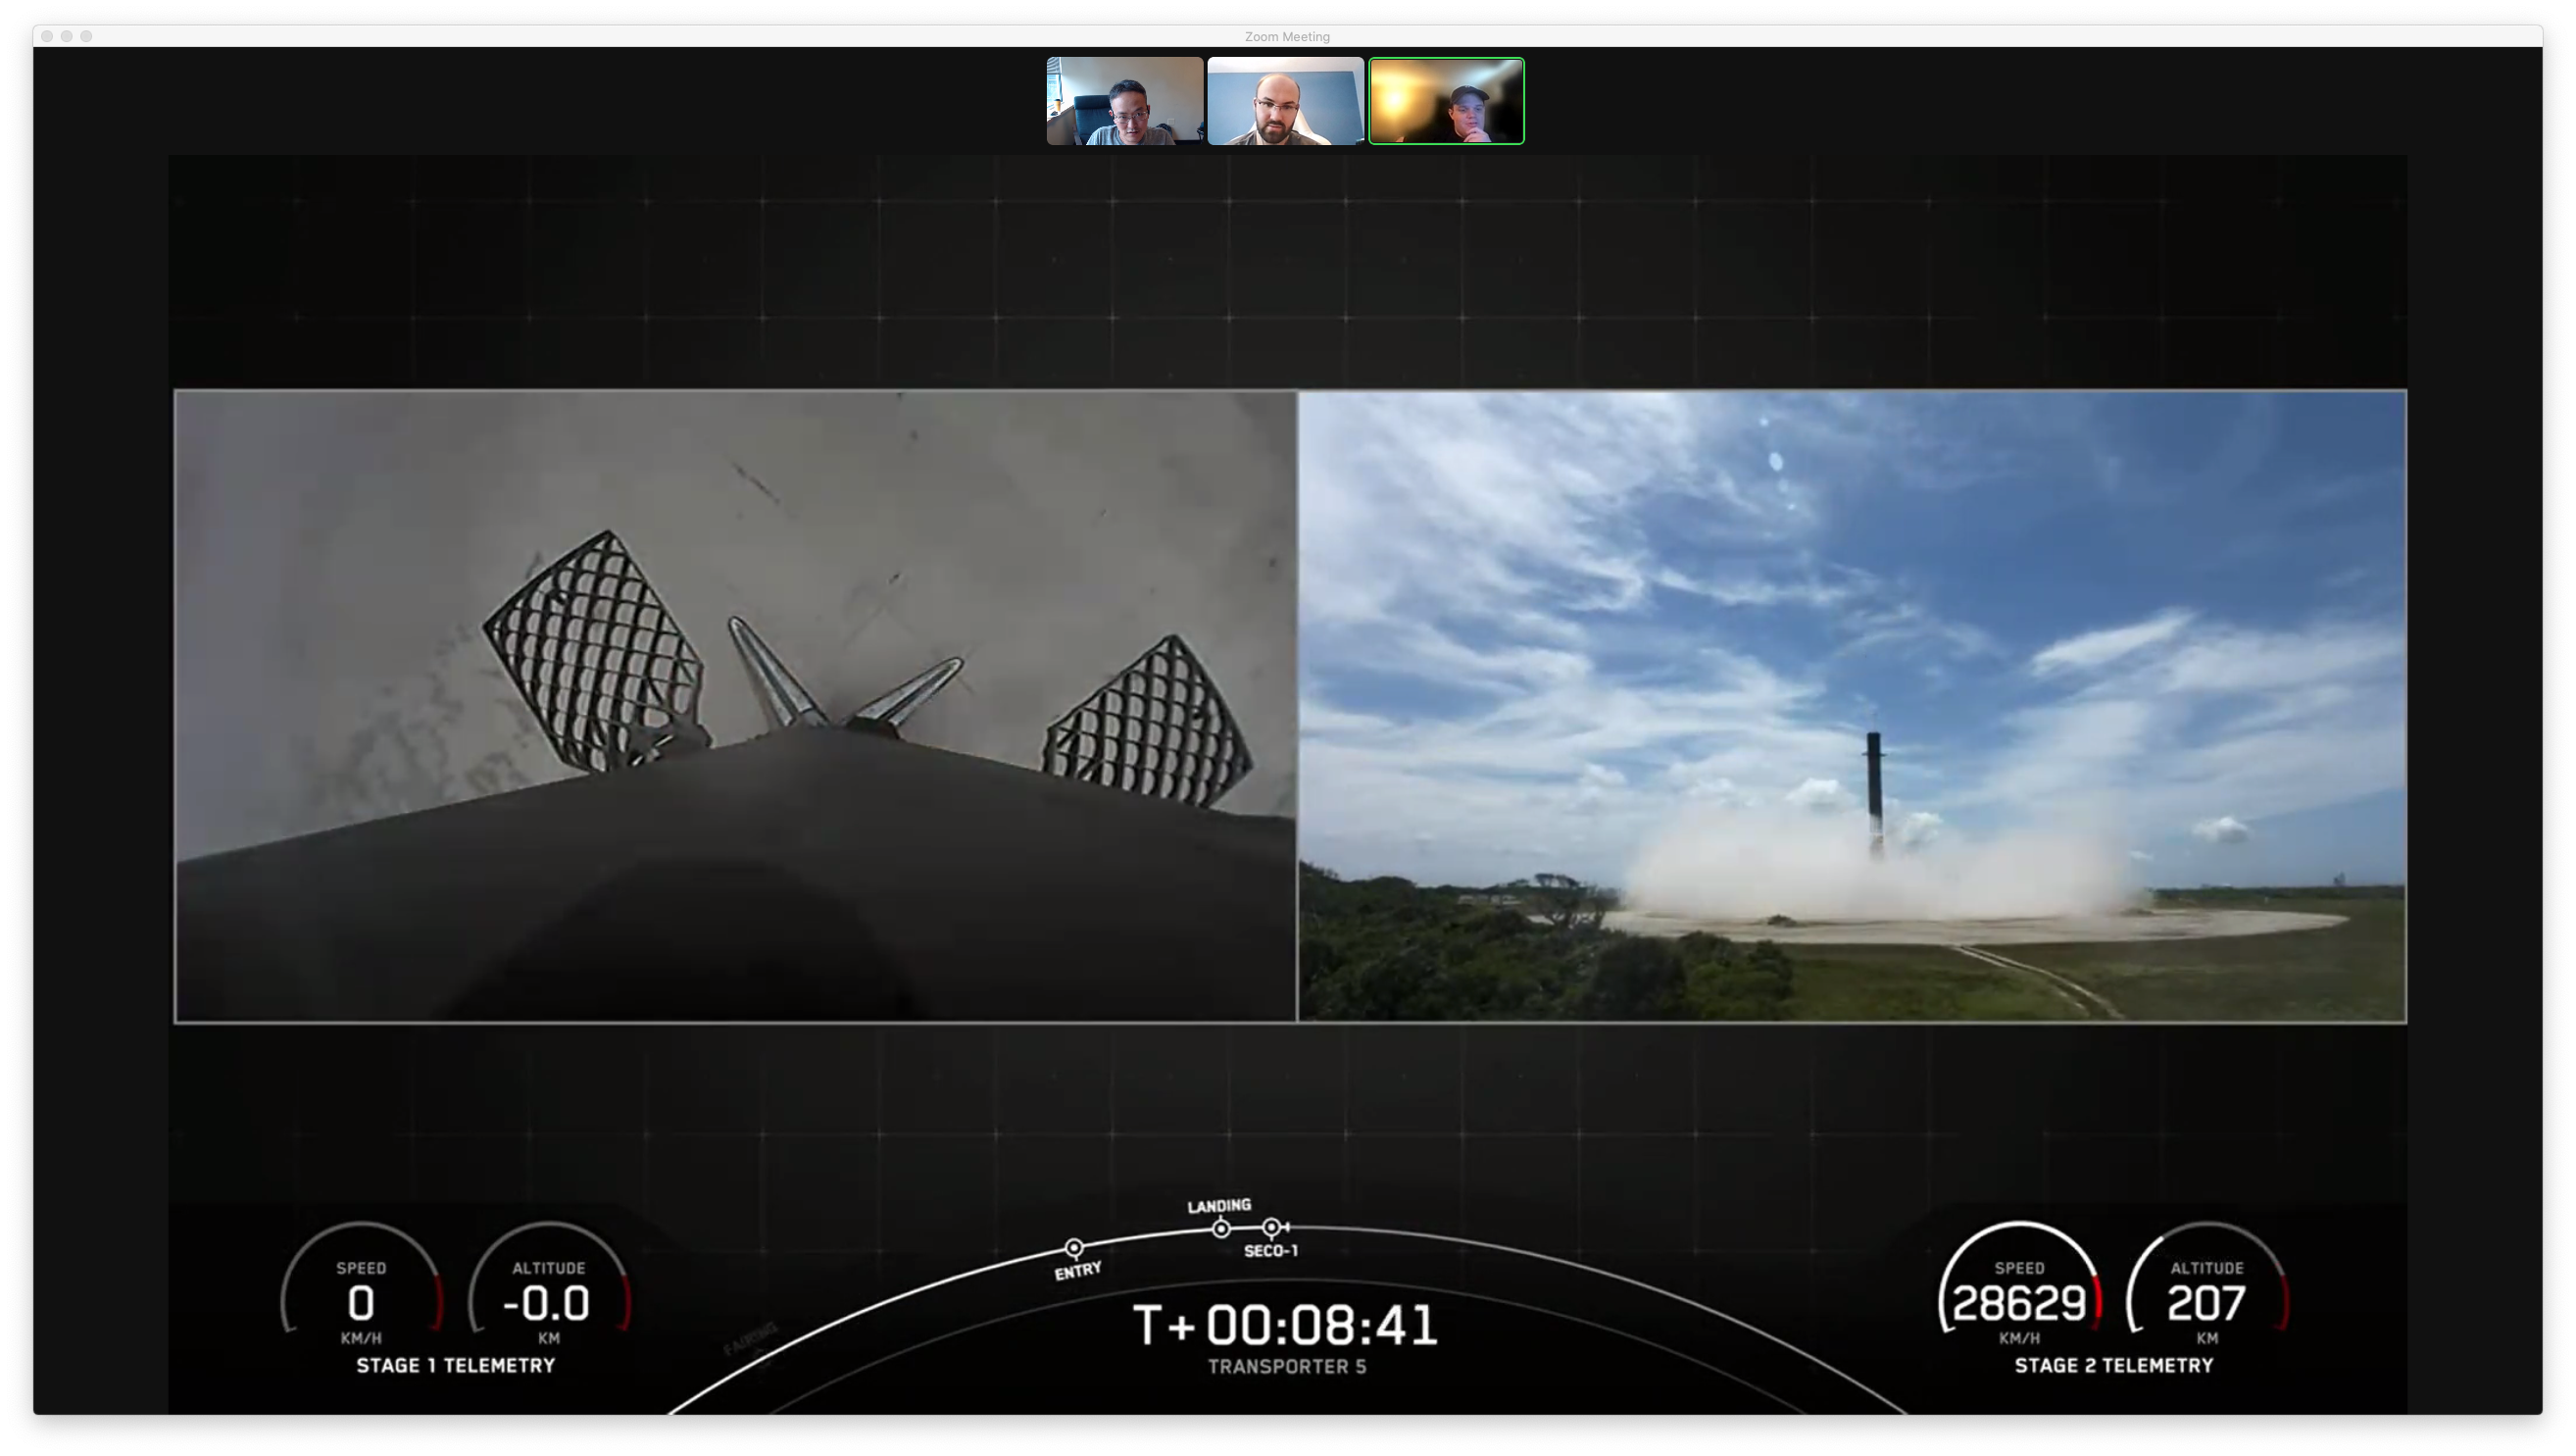 Zoom Meeting
LANDING
SECO-1
ENTRY
FAIRING
SPEED
0
KM/H
ALTITUDE
-0.0
KM
STAGE 1 TELEMETRY
T+00:08:41
TRANSPORTER 5
SPEED
28629
KM/H
ALTITUDE
207
KM
STAGE 2 TELEMETRY